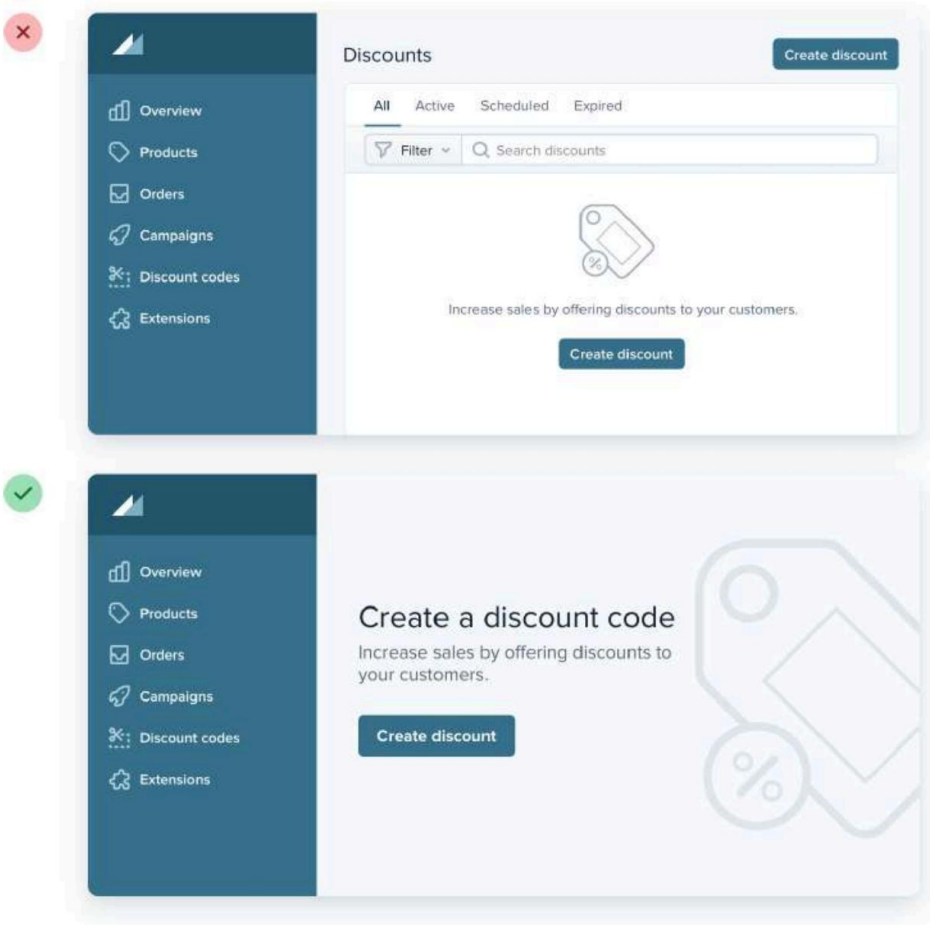 Discounts
Create discount
Overview
Products
Orders
Campaigns
Discount codes
Extensions
All Active Scheduled Expired
Filter Search discounts
Increase sales by offering discounts to your customers.
Create discount
Overview
Products
Orders
Campaigns
Discount codes
Extensions
Create a discount code
Increase sales by offering discounts to
your customers.
Create discount